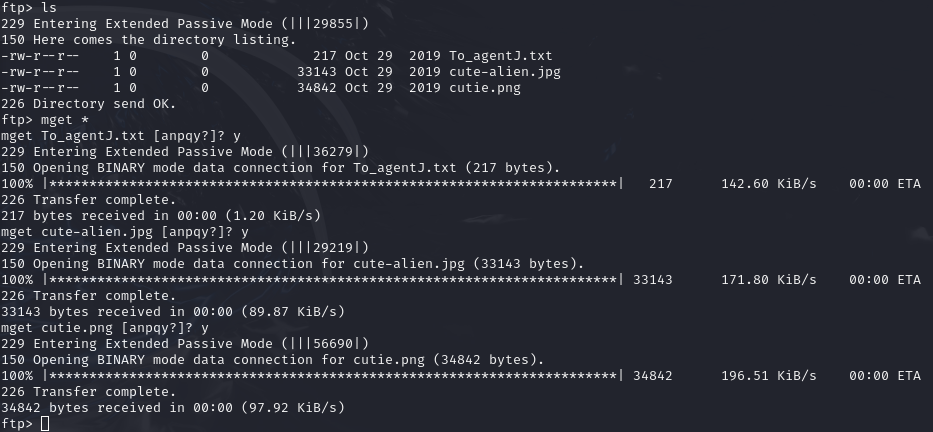 ftp> ls
229 Entering Extended Passive Mode (|||29855|)
150 Here comes the directory listing.
-rw-r--r--    1 0        0             217 Oct 29  2019 To_agentJ.txt
-rw-r--r--    1 0        0           33143 Oct 29  2019 cute-alien.jpg
-rw-r--r--    1 0        0           34842 Oct 29  2019 cutie.png
226 Directory send OK.
ftp> mget *
mget To_agentJ.txt [anpqy?]? y
229 Entering Extended Passive Mode (|||36279|)
150 Opening BINARY mode data connection for To_agentJ.txt (217 bytes).
100% |***********************************************************************|   217      142.60 KiB/s    00:00 ETA
226 Transfer complete.
217 bytes received in 00:00 (1.20 KiB/s)
mget cute-alien.jpg [anpqy?]? y
229 Entering Extended Passive Mode (|||29219|)
150 Opening BINARY mode data connection for cute-alien.jpg (33143 bytes).
100% |***********************************************************************| 33143      171.80 KiB/s    00:00 ETA
226 Transfer complete.
33143 bytes received in 00:00 (89.87 KiB/s)
mget cutie.png [anpqy?]? y
229 Entering Extended Passive Mode (|||56690|)
150 Opening BINARY mode data connection for cutie.png (34842 bytes).
100% |***********************************************************************| 34842      196.51 KiB/s    00:00 ETA
226 Transfer complete.
34842 bytes received in 00:00 (97.92 KiB/s)
ftp>